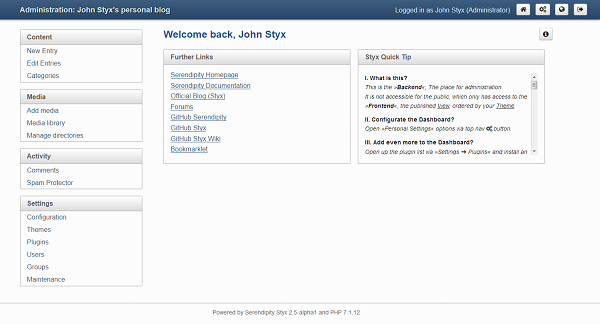 Administration: John Styx's personal blog
Logged in as John Styx (Administrator)
Content
New Entry
Edit Entries
Categories
Media
Add media
Media library
Manage directories
Activity
Comments
Spam Protector
Settings
Configuration
Themes
Plugins
Users
Groups
Maintenance
Welcome back, John Styx
Further Links
Serendipity Homepage
Serendipity Documentation
Official Blog (Styx)
Forums
GitHub Serendipity
GitHub Styx
GitHub Styx Wiki
Bookmarklet
Styx Quick Tip
I. What is this?
This is the »Backend«; The place for administration.
It is not accessible for the public, which only has access to the
»Frontend«, the published View, ordered by your Theme.
II. Configurate the Dashboard?
Open »Personal Settings« options via top nav button.
III. Add even more to the Dashboard?
Open up the plugin list via »Settings ➔ Plugins« and install an
Powered by Serendipity Styx 2.5-alpha1 and PHP 7.1.12